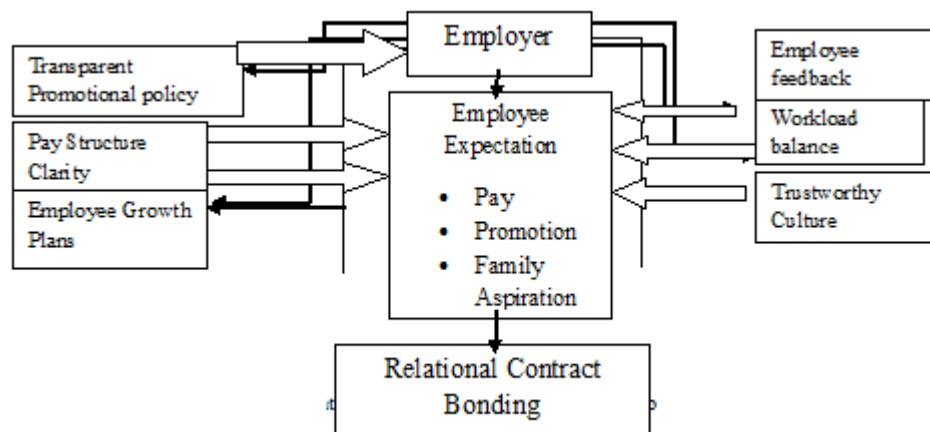 Employer
Transparent
Promotional policy
Pay Structure
Clarity
Employee Growth
Plans
Employee
Expectation
• Pay
• Promotion
• Family
Aspiration
Employee
feedback
Workload
balance
Trustworthy
Culture
Relational Contract
Bonding